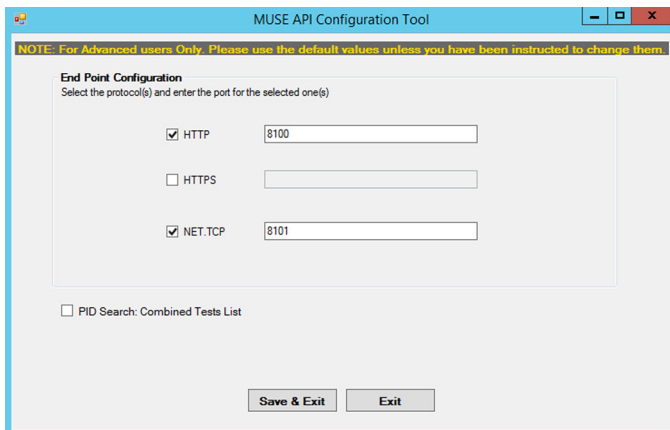 MUSE API Configuration Tool
NOTE: For Advanced users Only. Please use the default values unless you have been instructed to change them.
End Point Configuration
Select the protocol(s) and enter the port for the selected one(s)
HTTP 8100
HTTPS
NET.TCP 8101
PID Search: Combined Tests List
Save & Exit Exit